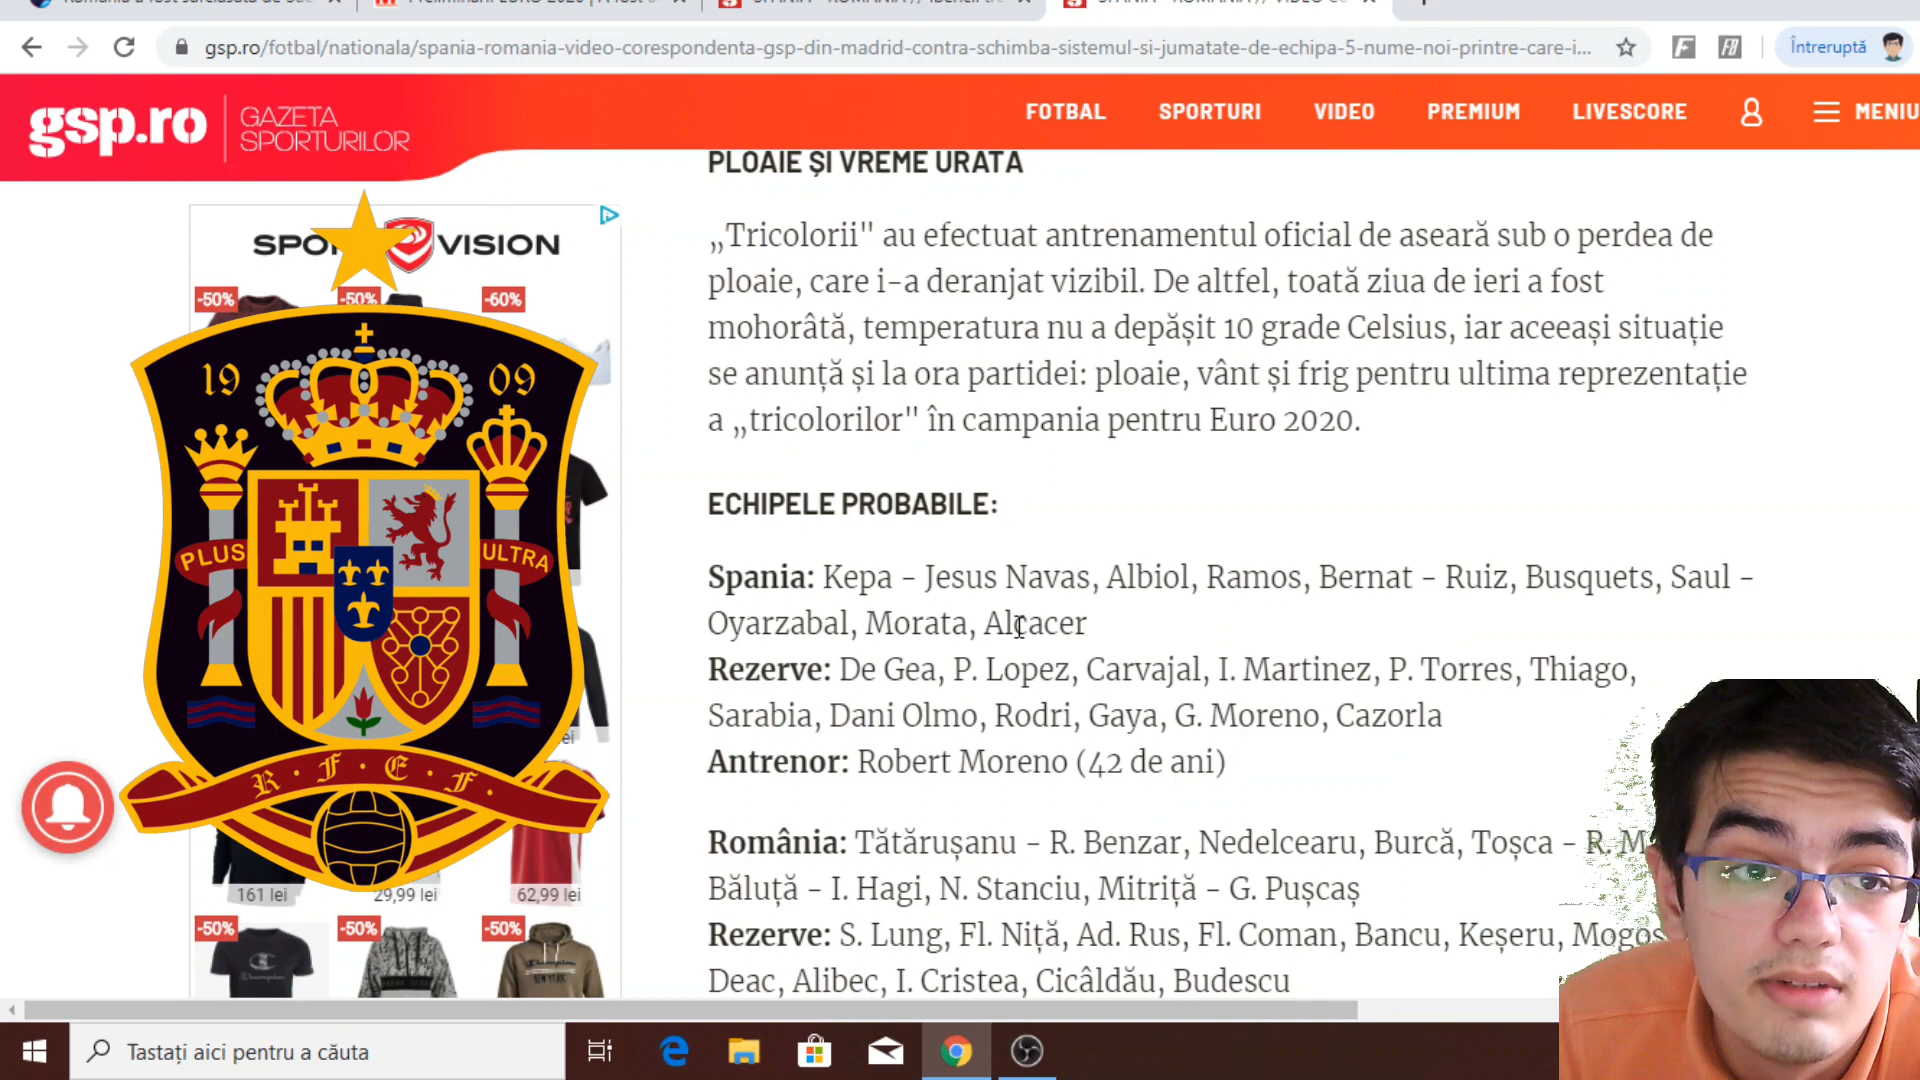 gsp.ro/fotbal/nationala/spania-romania-video-corespondenta-gsp-din-madrid-contra-schimba-sistemul-si-jumatate-de-echipa-5-nume-noi-printre-care-i...
Întreruptă
gsp.ro
GAZETA
SPORTURILOR
FOTBAL
SPORTURI
VIDEO
PREMIUM
LIVESCORE
MENIU
PLOAIE ȘI VREME URATA
„Tricolorii" au efectuat antrenamentul oficial de aseară sub o perdea de
ploaie, care i-a deranjat vizibil. De altfel, toată ziua de ieri a fost
mohorâtă, temperatura nu a depășit 10 grade Celsius, iar aceeași situație
se anunță și la ora partidei: ploaie, vânt și frig pentru ultima reprezentație
a „tricolorilor" în campania pentru Euro 2020.
ECHIPELE PROBABILE:
Spania: Kepa - Jesus Navas, Albiol, Ramos, Bernat - Ruiz, Busquets, Saul -
Oyarzabal, Morata, Alcacer
Rezerve: De Gea, P. Lopez, Carvajal, I. Martinez, P. Torres, Thiago,
Sarabia, Dani Olmo, Rodri, Gaya, G. Moreno, Cazorla
Antrenor: Robert Moreno (42 de ani)
România: Tătărușanu - R. Benzar, Nedelcearu, Burcă, Toșca - R. M
Băluță - I. Hagi, N. Stanciu, Mitriță - G. Pușcaș
Rezerve: S. Lung, Fl. Niță, Ad. Rus, Fl. Coman, Bancu, Keșeru, Mogoș
Deac, Alibec, I. Cristea, Cicâldău, Budescu
VISION
-50%
-50%
-60%
19 09
PLUS
ULTRA
R · F · E · F ·
161 lei
29,99 lei
62,99 lei
-50%
-50%
-50%
Tastați aici pentru a căuta